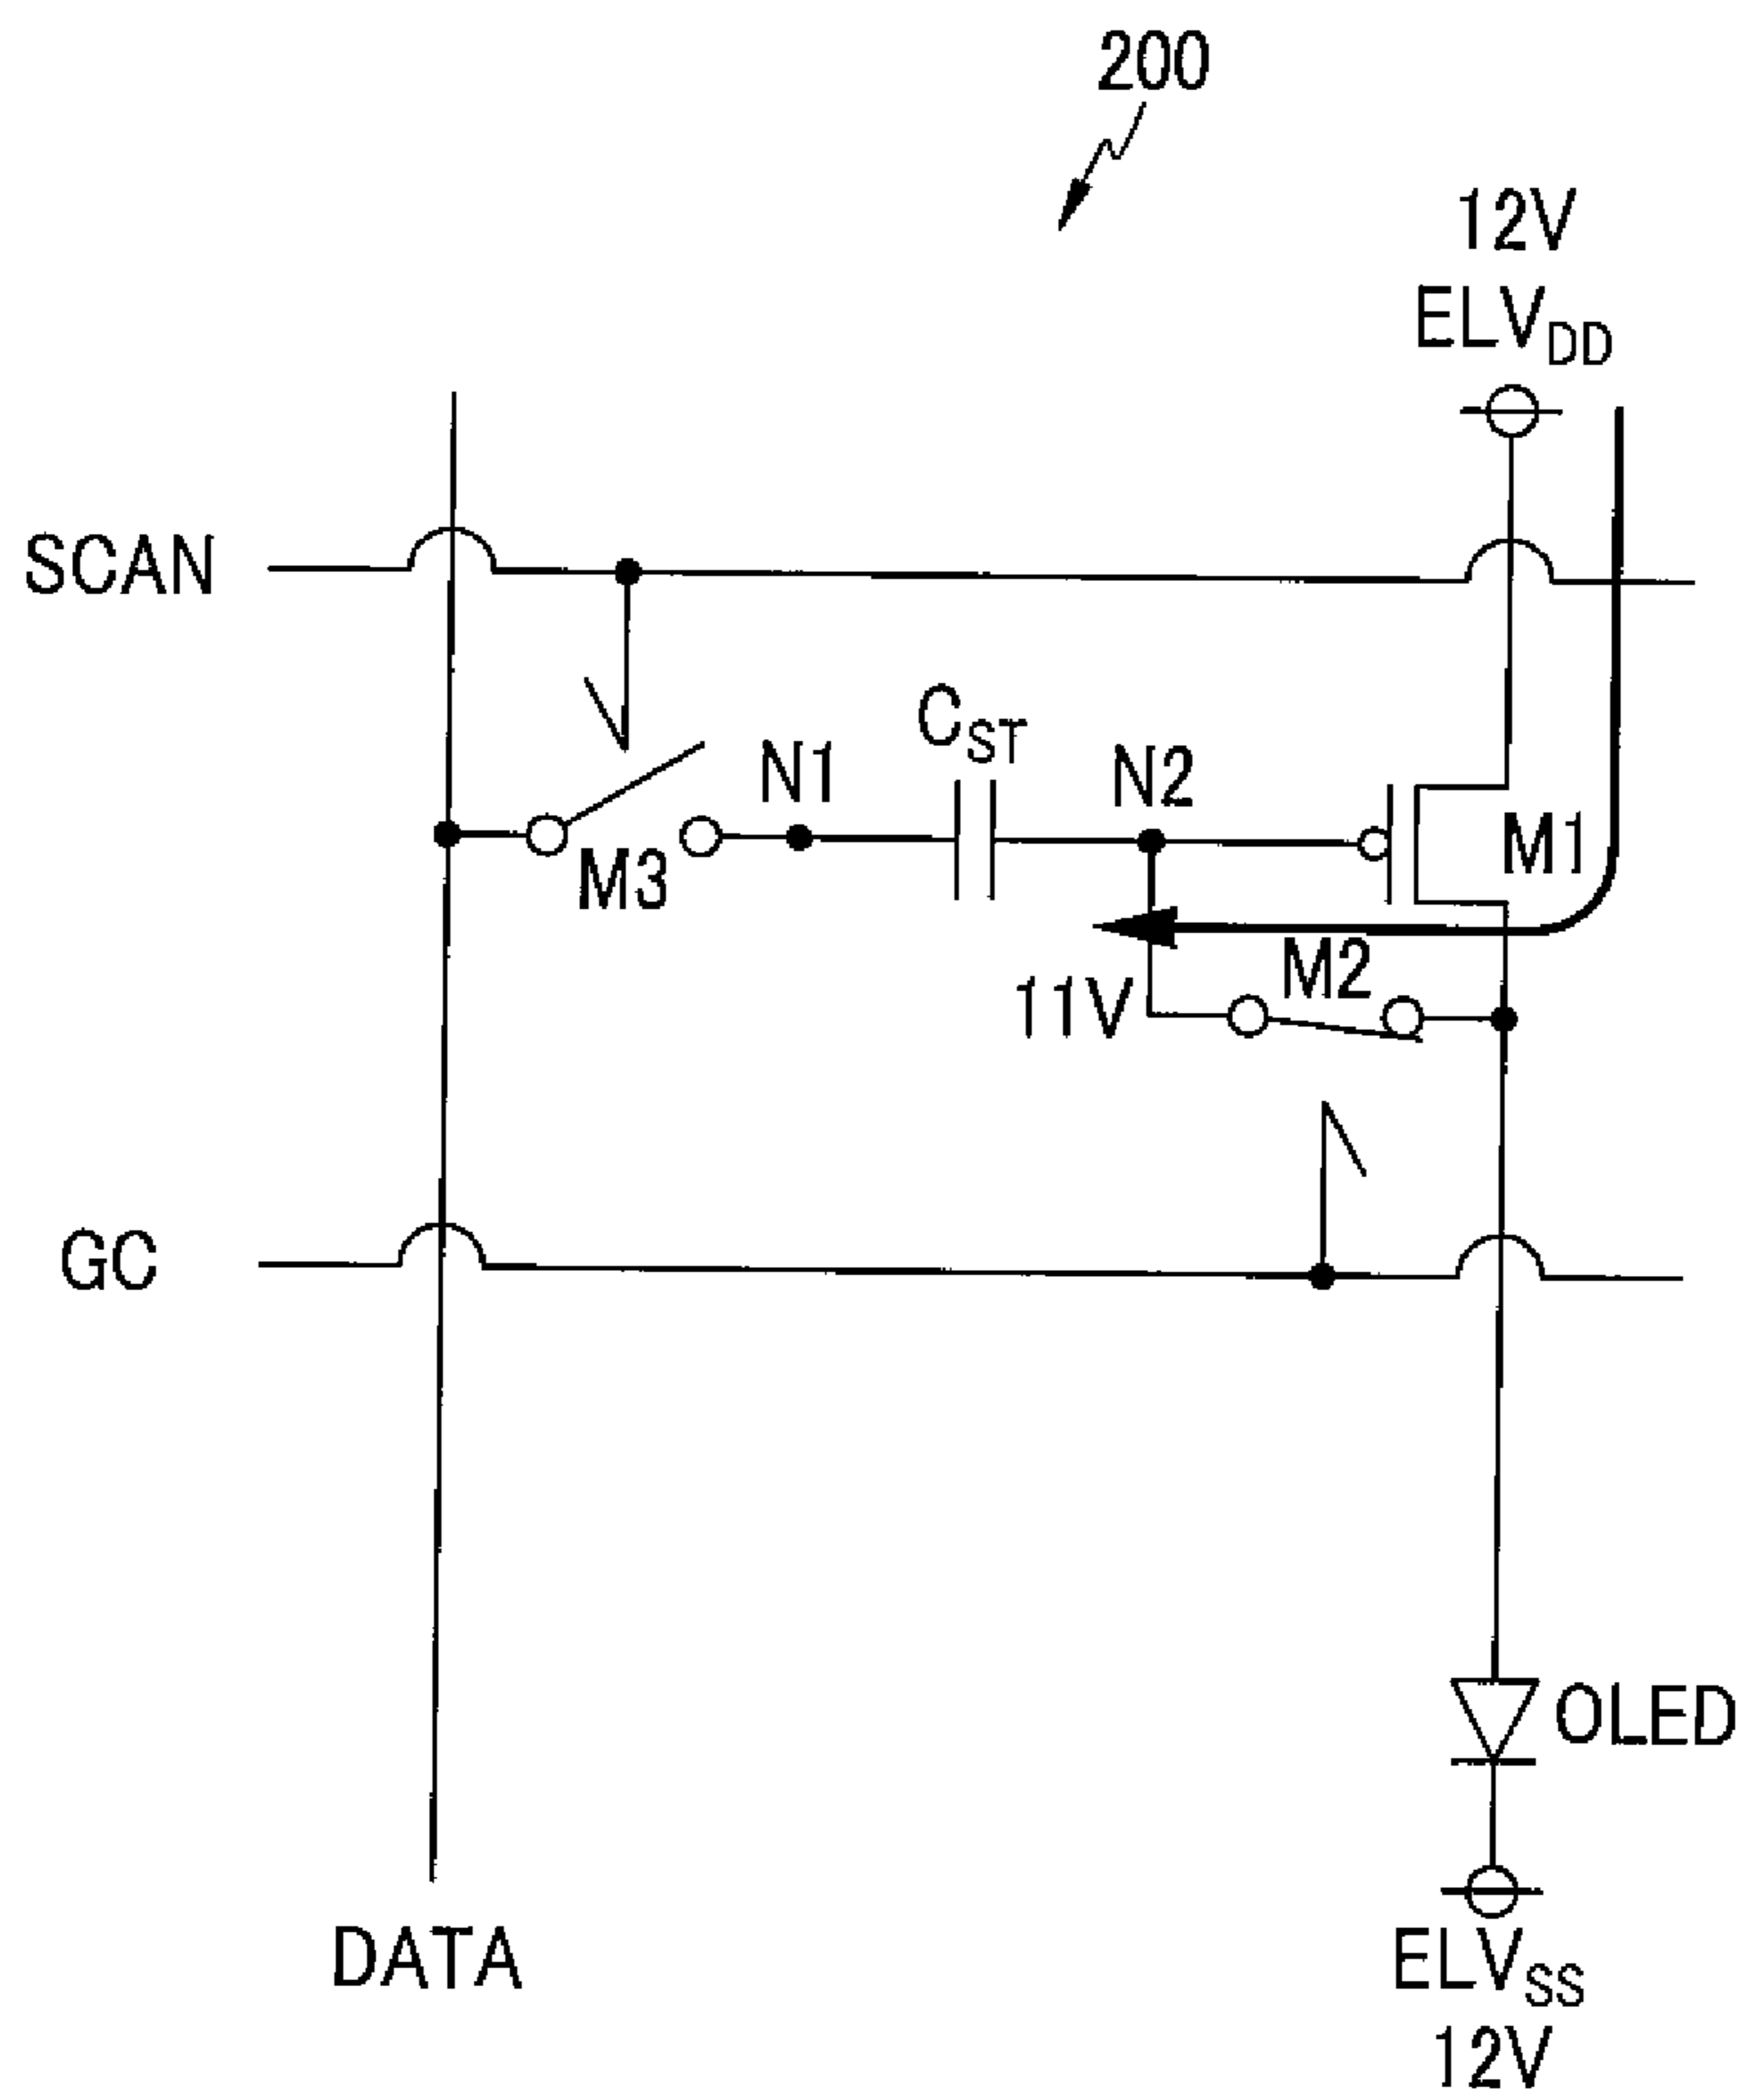 200
12V
ELVDD
SCAN
CST
N1
N2
M1
M3
M2
11V
GC
OLED
DATA
ELVSS
12V